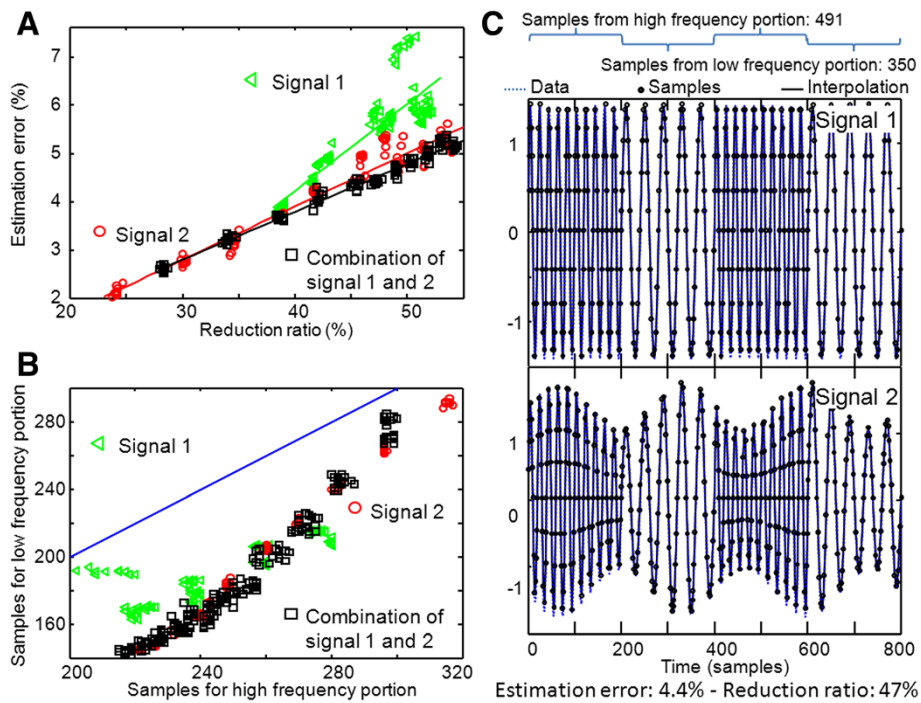 A
Estimation error (%)
7
6
5
4
3
2
Signal 1
Signal 2
Combination of
signal 1 and 2
20
30
40
50
Reduction ratio (%)
B
Samples for low frequency portion
280
240
200
160
Signal 1
Signal 2
Combination of
signal 1 and 2
200
240
280
320
Samples for high frequency portion
C
Samples from high frequency portion: 491
Samples from low frequency portion: 350
Data
Samples
Interpolation
Signal 1
1
0
-1
Signal 2
1
0
-1
0
200
400
600
800
Time (samples)
Estimation error: 4.4% - Reduction ratio: 47%